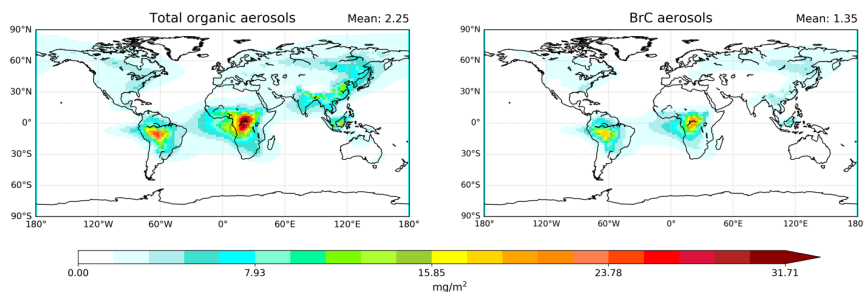 Total organic aerosols Mean: 2.25
BrC aerosols Mean: 1.35
90°N
60°N
30°N
0°
30°S
60°S
90°S
180° 120°W 60°W 0° 60°E 120°E 180°
90°N
60°N
30°N
0°
30°S
60°S
90°S
180° 120°W 60°W 0° 60°E 120°E 180°
0.00 7.93 15.85 23.78 31.71
mg/m²